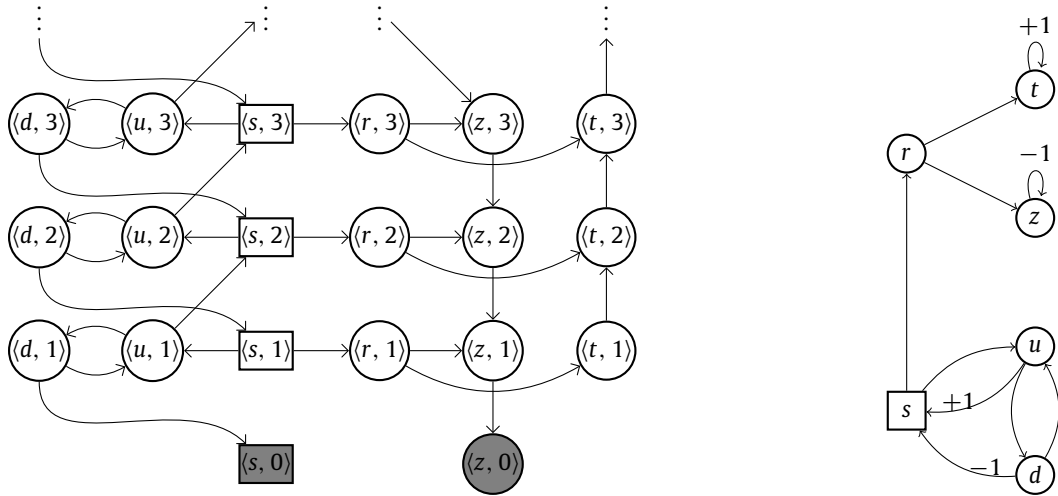 ⋮ ⋮ ⋮ ⋮
⟨d, 3⟩ ⟨u, 3⟩ ⟨s, 3⟩ ⟨r, 3⟩ ⟨z, 3⟩ ⟨t, 3⟩
⟨d, 2⟩ ⟨u, 2⟩ ⟨s, 2⟩ ⟨r, 2⟩ ⟨z, 2⟩ ⟨t, 2⟩
⟨d, 1⟩ ⟨u, 1⟩ ⟨s, 1⟩ ⟨r, 1⟩ ⟨z, 1⟩ ⟨t, 1⟩
⟨s, 0⟩ ⟨z, 0⟩
+1
t
r
−1
z
u
s +1
−1 d